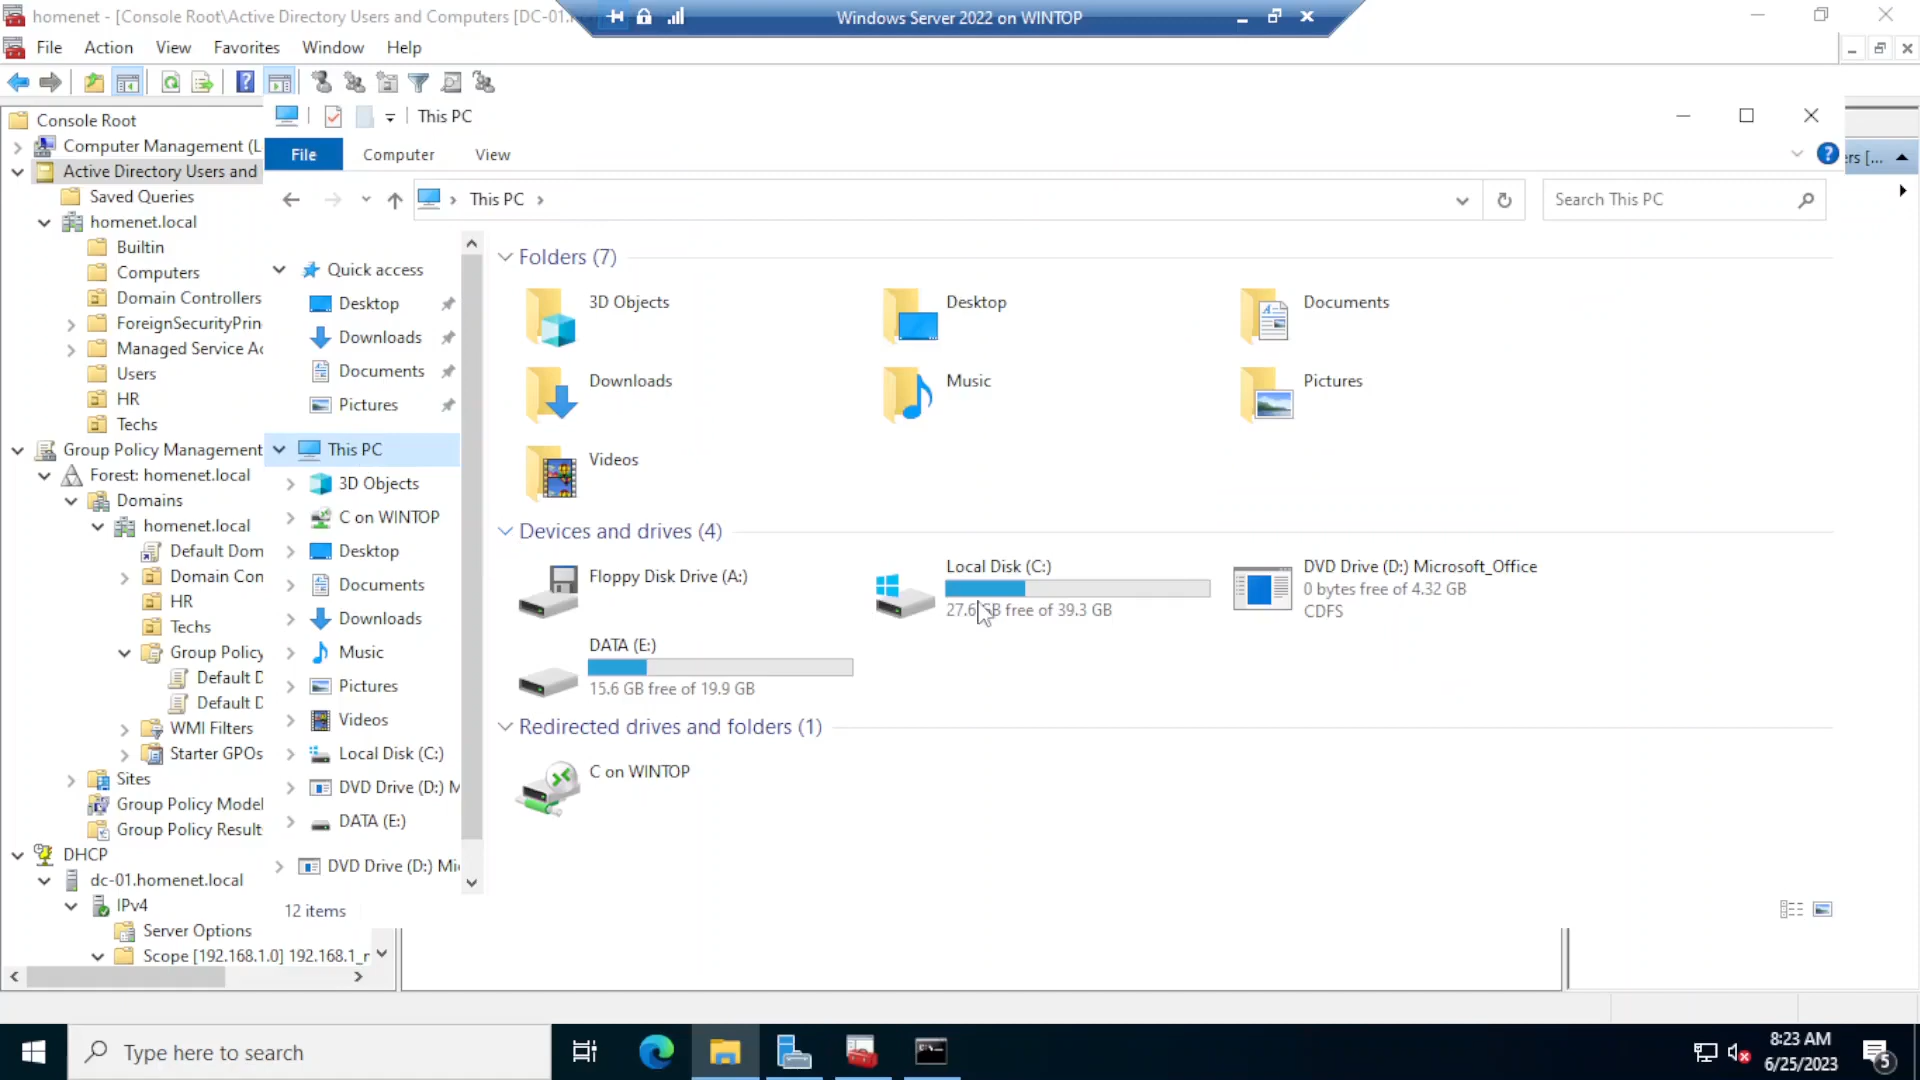 homenet - [Console Root\Active Directory Users and Computers [DC-01.
Windows Server 2022 on WINTOP
File Action View Favorites Window Help
This PC
File Computer View
This PC
Search This PC
Console Root
Computer Management (L
Active Directory Users and
Saved Queries
homenet.local
Builtin
Computers
Domain Controllers
ForeignSecurityPrin
Managed Service Ac
Users
HR
Techs
Group Policy Management
Forest: homenet.local
Domains
homenet.local
Default Dom
Domain Con
HR
Techs
Group Policy
Default D
Default D
WMI Filters
Starter GPOs
Sites
Group Policy Model
Group Policy Result
DHCP
dc-01.homenet.local
IPv4
Server Options
Scope [192.168.1.0] 192.168.1_r
Quick access
Desktop
Downloads
Documents
Pictures
This PC
3D Objects
C on WINTOP
Desktop
Documents
Downloads
Music
Pictures
Videos
Local Disk (C:)
DVD Drive (D:) M
DATA (E:)
DVD Drive (D:) Mi
12 items
Folders (7)
3D Objects
Desktop
Documents
Downloads
Music
Pictures
Videos
Devices and drives (4)
Floppy Disk Drive (A:)
Local Disk (C:)
27.6 GB free of 39.3 GB
DVD Drive (D:) Microsoft_Office
0 bytes free of 4.32 GB
CDFS
DATA (E:)
15.6 GB free of 19.9 GB
Redirected drives and folders (1)
C on WINTOP
ers [...
Type here to search
8:23 AM
6/25/2023
5